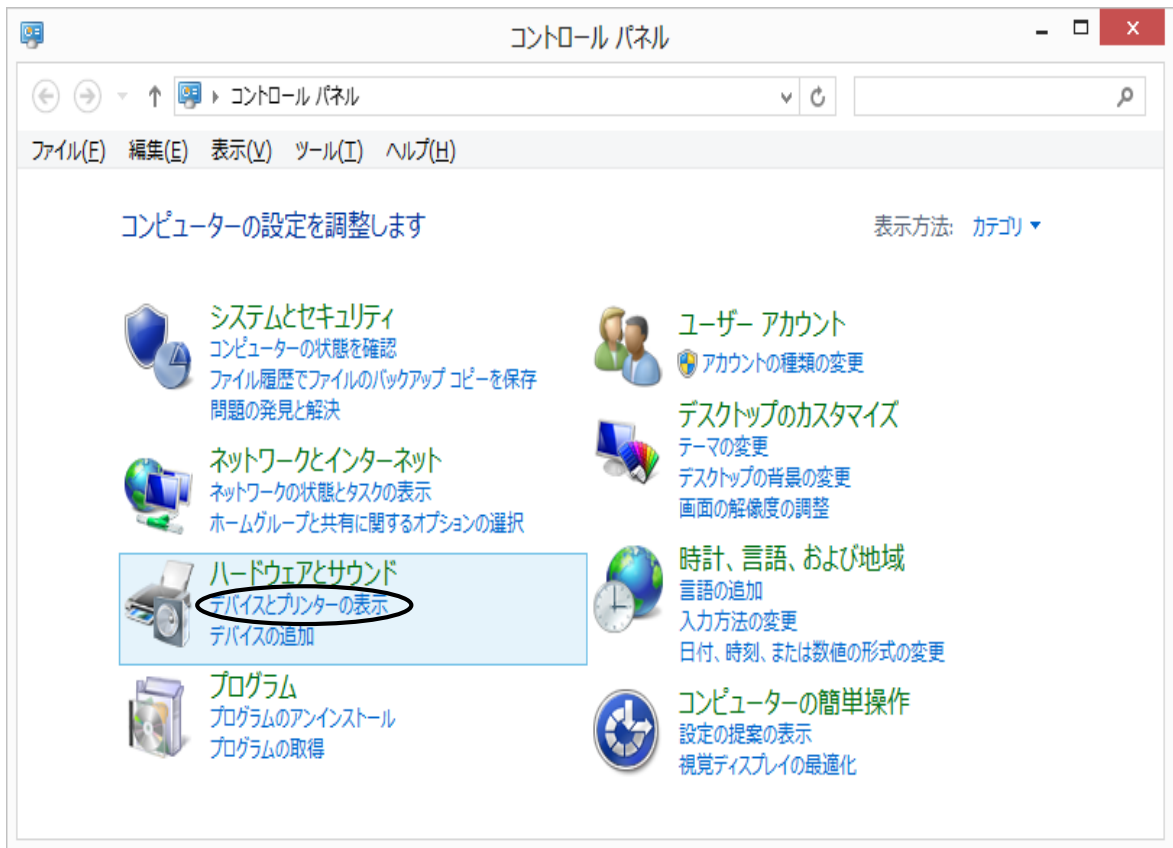 コントロール パネル
コントロール パネル
ファイル(F) 編集(E) 表示(V) ツール(T) ヘルプ(H)
コンピューターの設定を調整します
表示方法: カテゴリ
システムとセキュリティ
コンピューターの状態を確認
ファイル履歴でファイルのバックアップ コピーを保存
問題の発見と解決
ネットワークとインターネット
ネットワークの状態とタスクの表示
ホームグループと共有に関するオプションの選択
ハードウェアとサウンド
デバイスとプリンターの表示
デバイスの追加
プログラム
プログラムのアンインストール
プログラムの取得
ユーザー アカウント
アカウントの種類の変更
デスクトップのカスタマイズ
テーマの変更
デスクトップの背景の変更
画面の解像度の調整
時計、言語、および地域
言語の追加
入力方法の変更
日付、時刻、または数値の形式の変更
コンピューターの簡単操作
設定の提案の表示
視覚ディスプレイの最適化